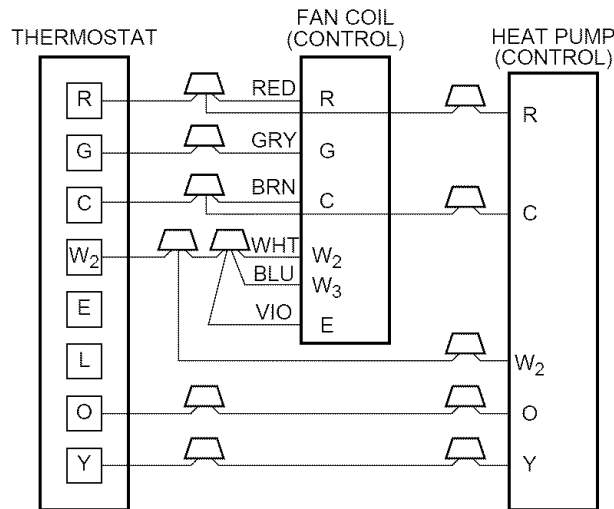 THERMOSTAT
FAN COIL
(CONTROL)
HEAT PUMP
(CONTROL)
R
RED
R
R
G
GRY
G
C
BRN
C
C
W2
WHT
W2
BLU
W3
E
VIO
E
L
W2
O
O
Y
Y